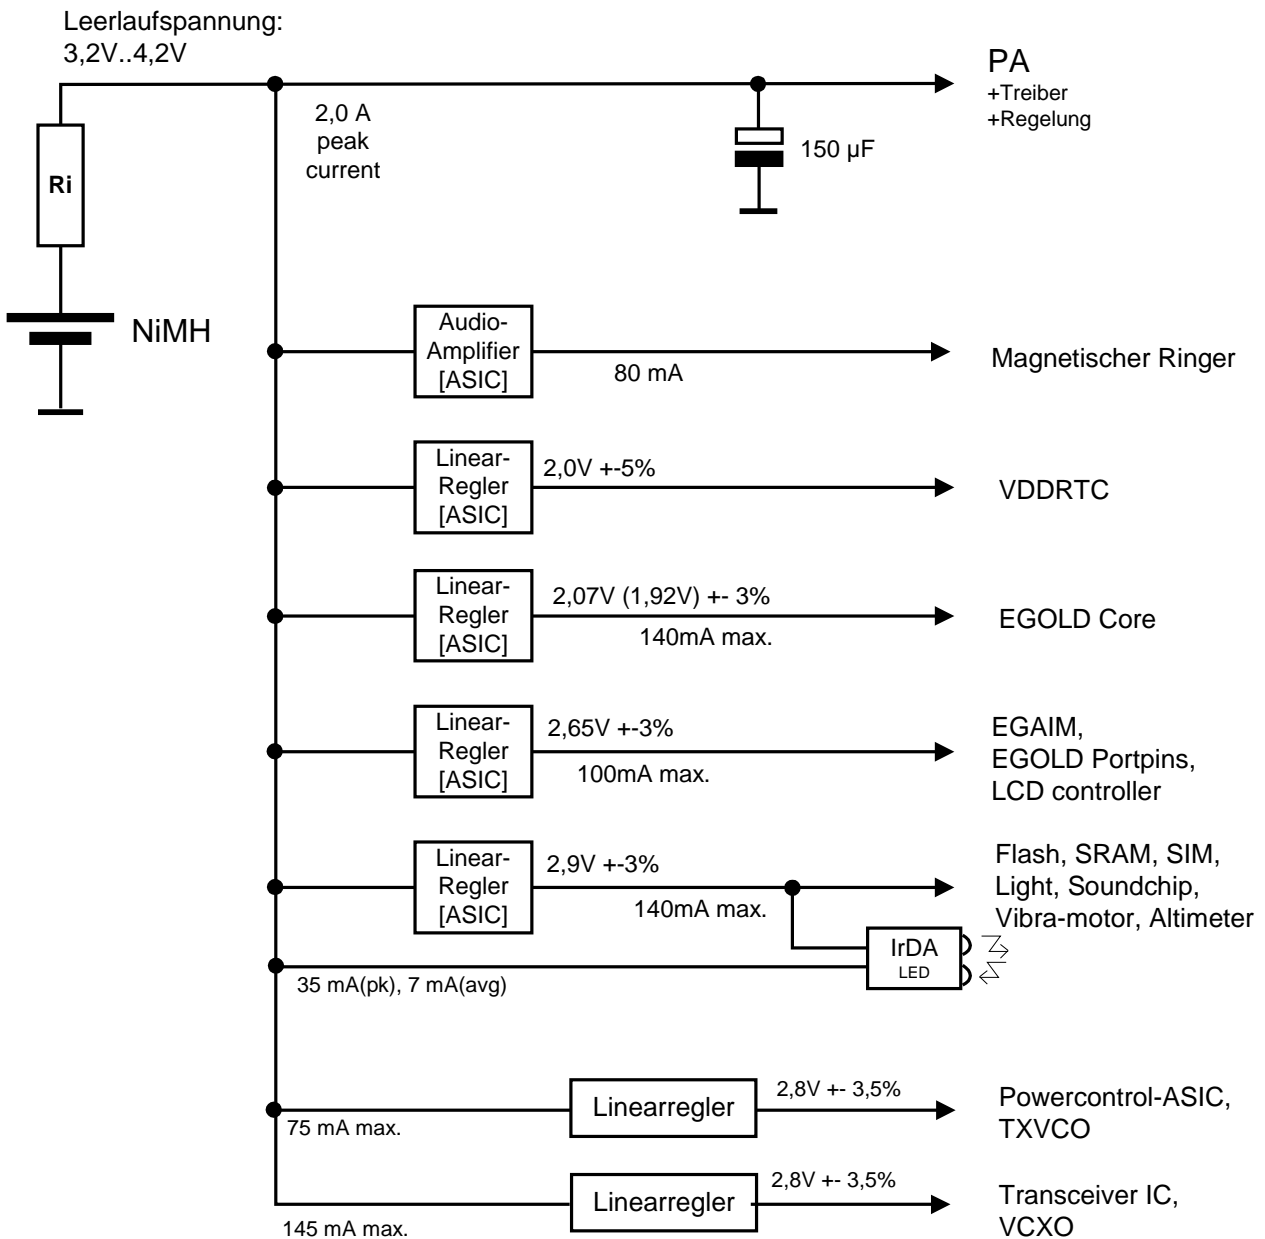 Leerlaufspannung:
3,2V..4,2V
PA
+Treiber
+Regelung
2,0 A
peak
current
150 µF
Ri
NiMH
Audio-
Amplifier
[ASIC]
80 mA
Magnetischer Ringer
Linear-
Regler
[ASIC]
2,0V +-5%
VDDRTC
Linear-
Regler
[ASIC]
2,07V (1,92V) +- 3%
140mA max.
EGOLD Core
Linear-
Regler
[ASIC]
2,65V +-3%
100mA max.
EGAIM,
EGOLD Portpins,
LCD controller
Linear-
Regler
[ASIC]
2,9V +-3%
140mA max.
Flash, SRAM, SIM,
Light, Soundchip,
Vibra-motor, Altimeter
IrDA
LED
35 mA(pk), 7 mA(avg)
75 mA max.
Linearregler
2,8V +- 3,5%
Powercontrol-ASIC,
TXVCO
145 mA max.
Linearregler
2,8V +- 3,5%
Transceiver IC,
VCXO